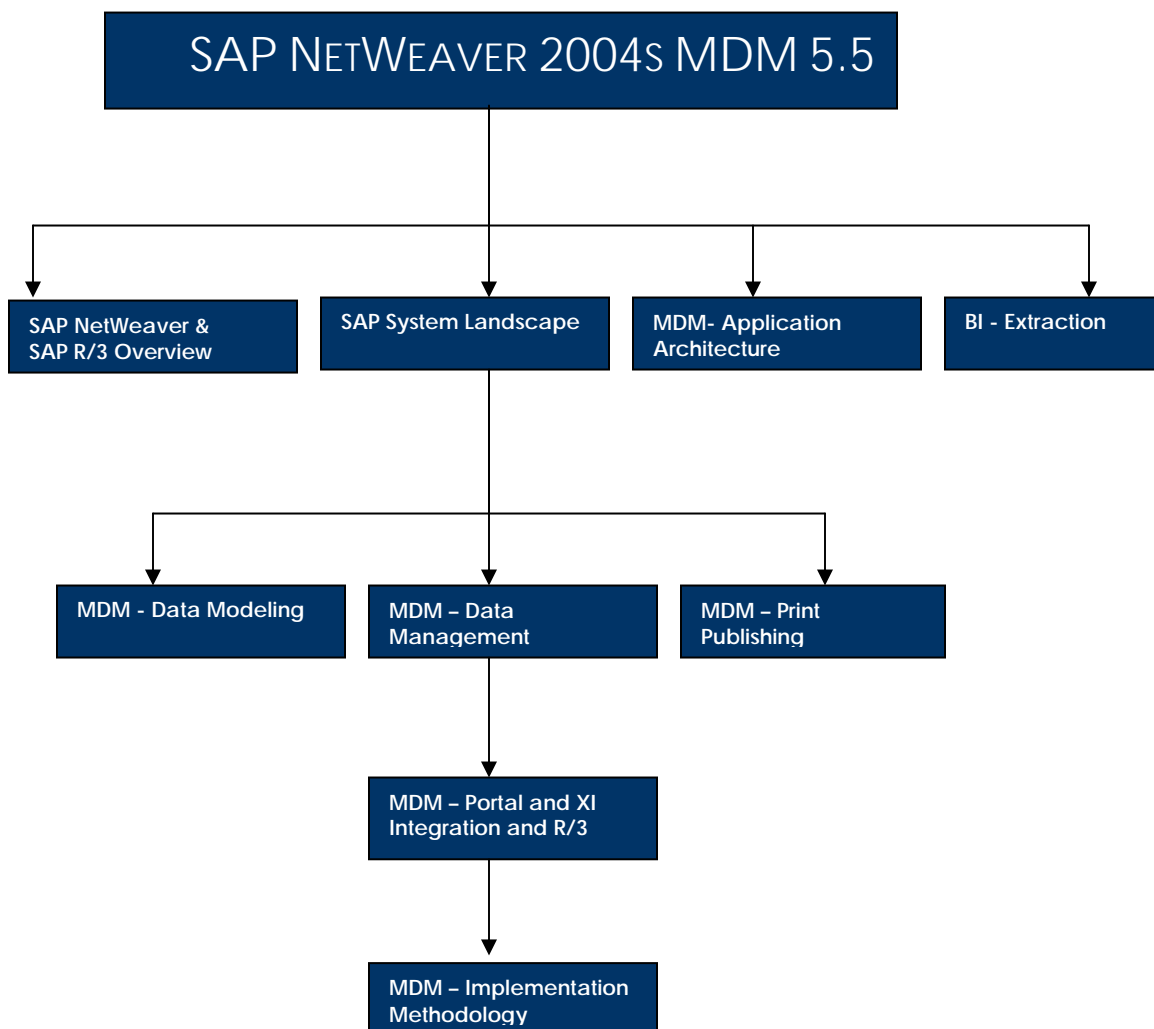 SAP NETWEAVER 2004S MDM 5.5
SAP NetWeaver &
SAP R/3 Overview
SAP System Landscape
MDM- Application
Architecture
BI - Extraction
MDM - Data Modeling
MDM – Data
Management
MDM – Print
Publishing
MDM – Portal and XI
Integration and R/3
MDM – Implementation
Methodology